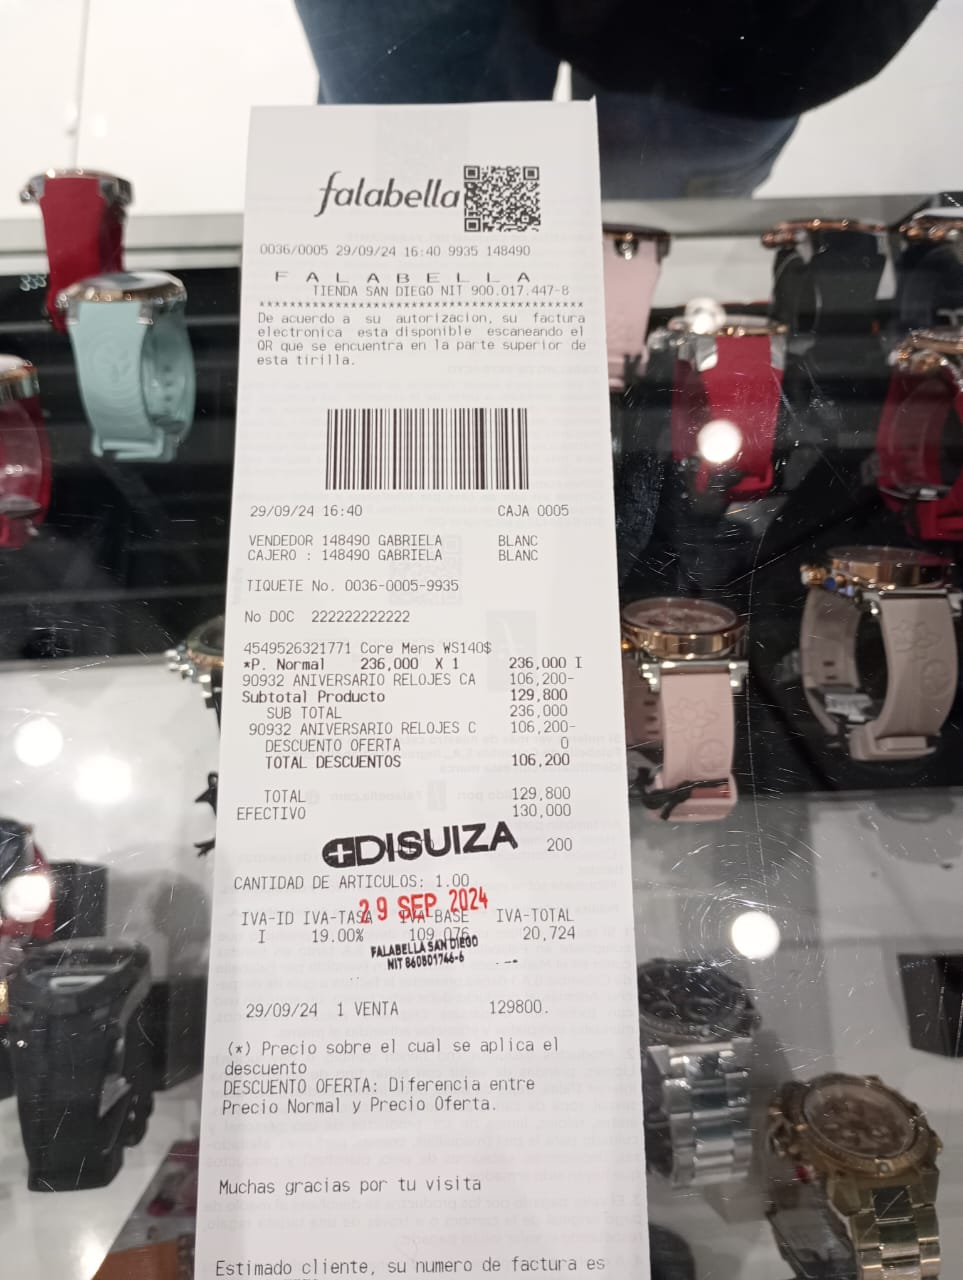 falabella
0036/0005 29/09/24 16:40 9935 148490
F A L A B E L L A
TIENDA SAN DIEGO NIT 900.017.447-8
De acuerdo a su autorizacion, su factura
electronica esta disponible escaneando el
QR que se encuentra en la parte superior de
esta tirilla.
29/09/24 16:40 CAJA 0005
VENDEDOR 148490 GABRIELA BLANC
CAJERO : 148490 GABRIELA BLANC
TIQUETE No. 0036-0005-9935
No DOC 222222222222
4549526321771 Core Mens WS140$
*P. Normal 236,000 X 1 236,000 I
90932 ANIVERSARIO RELOJES CA 106,200-
Subtotal Producto 129,800
SUB TOTAL 236,000
90932 ANIVERSARIO RELOJES C 106,200-
DESCUENTO OFERTA 0
TOTAL DESCUENTOS 106,200
TOTAL 129,800
EFECTIVO 130,000
DISUIZA 200
CANTIDAD DE ARTICULOS: 1.00
29 SEP 2024
IVA-ID IVA-TASA IVA-BASE IVA-TOTAL
I 19.00% 109,076 20,724
FALABELLA SAN DIEGO
NIT 860801746-6
29/09/24 1 VENTA 129800.
(*) Precio sobre el cual se aplica el
descuento
DESCUENTO OFERTA: Diferencia entre
Precio Normal y Precio Oferta.
Muchas gracias por tu visita
Estimado cliente, su numero de factura es